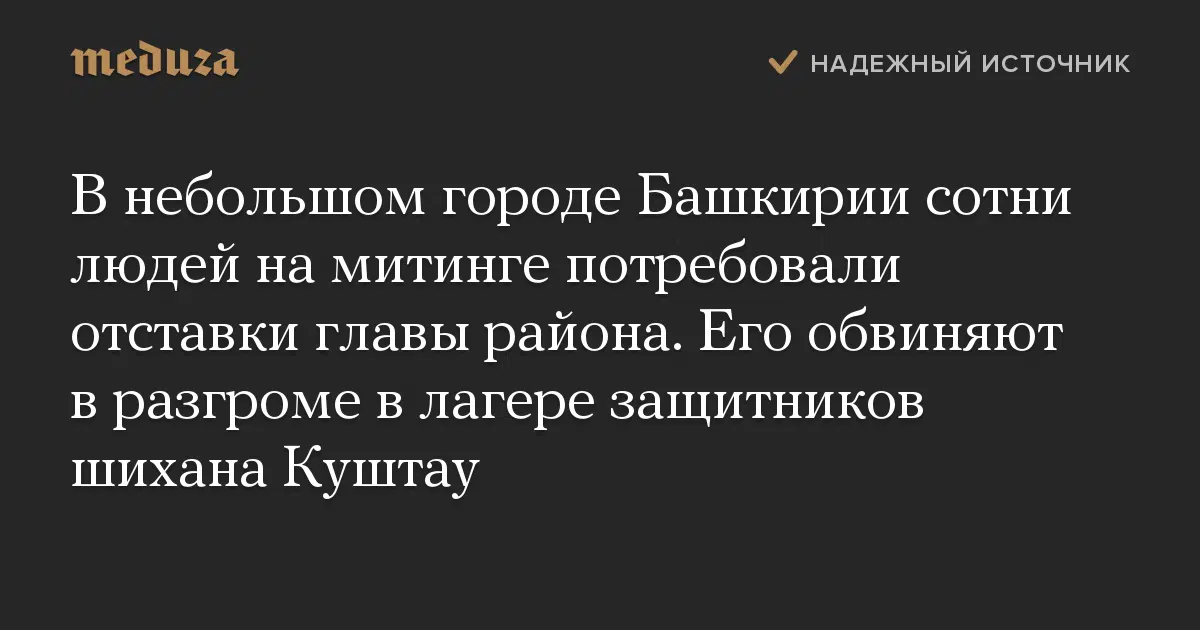 meduza
НАДЕЖНЫЙ ИСТОЧНИК
В небольшом городе Башкирии сотни
людей на митинге потребовали
отставки главы района. Его обвиняют
в разгроме в лагере защитников
шихана Куштау